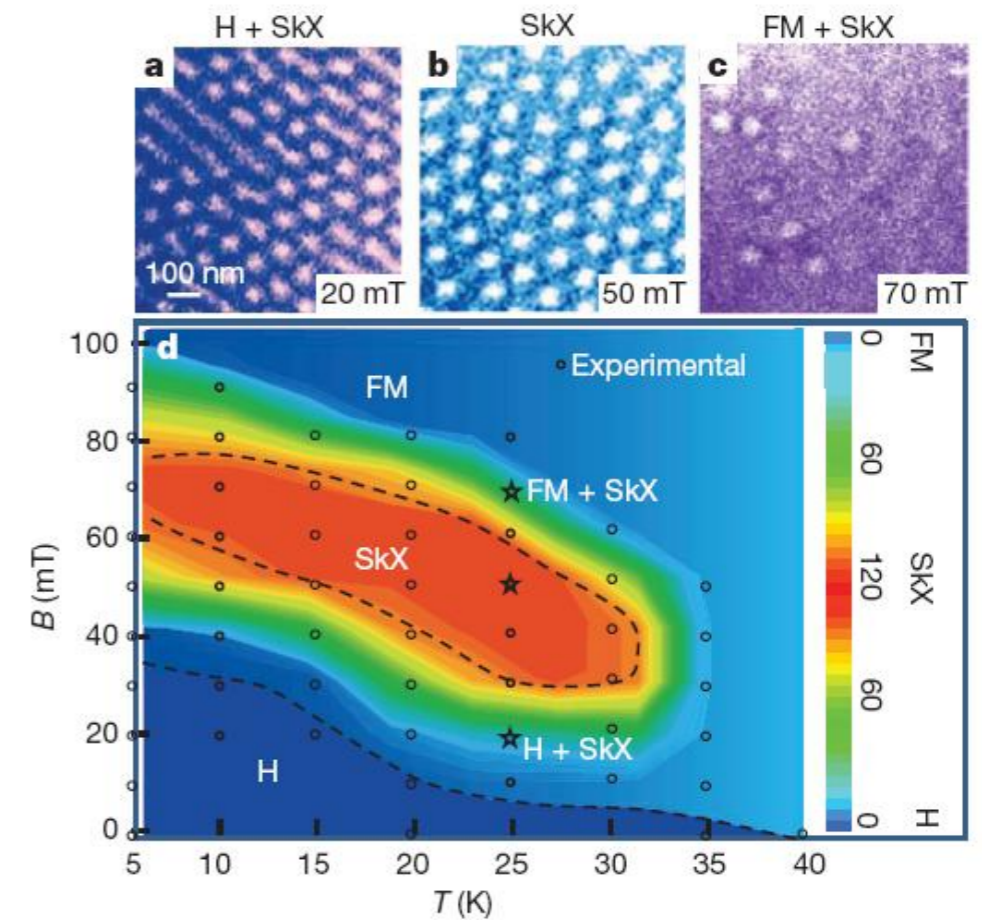 H + SkX
SkX
FM + SkX
a
b
c
100 nm
20 mT
50 mT
70 mT
d
Experimental
FM
FM + SkX
SkX
H + SkX
H
100
80
60
40
20
0
B (mT)
5
10
15
20
25
30
35
40
T (K)
0
60
120
60
0
FM
SkX
H